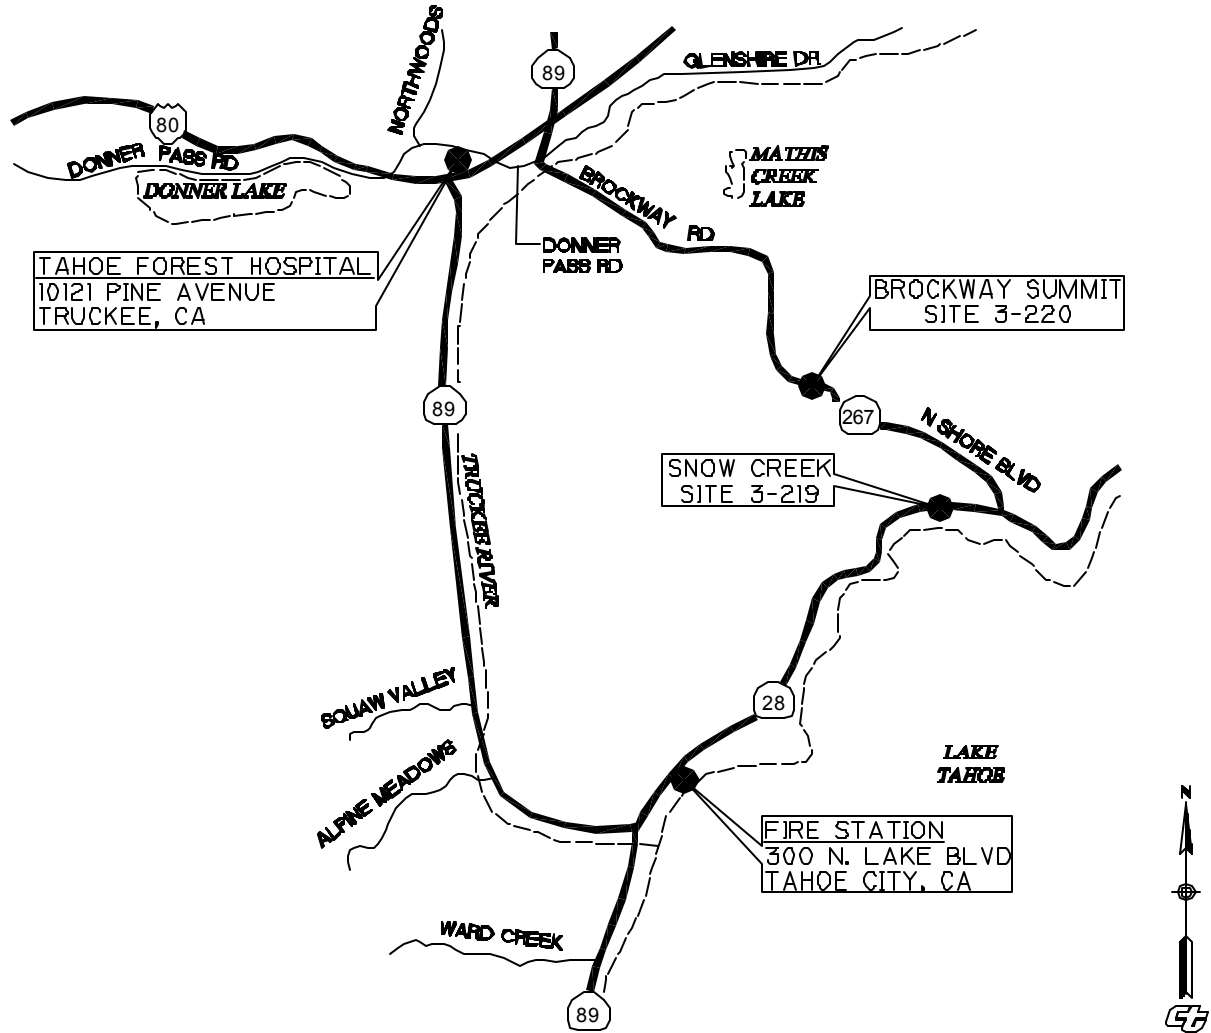 NORTHWOODS
89
GLENSHIRE DR
80
DONNER PASS RD
DONNER LAKE
MATHIS
CREEK
LAKE
BROCKWAY RD
DONNER
PASS RD
TAHOE FOREST HOSPITAL
10121 PINE AVENUE
TRUCKEE, CA
BROCKWAY SUMMIT
SITE 3-220
89
267
N SHORE BLVD
SNOW CREEK
SITE 3-219
TRUCKEE RIVER
SQUAW VALLEY
28
ALPINE MEADOWS
LAKE
TAHOE
N
FIRE STATION
300 N. LAKE BLVD
TAHOE CITY, CA
WARD CREEK
89
ct